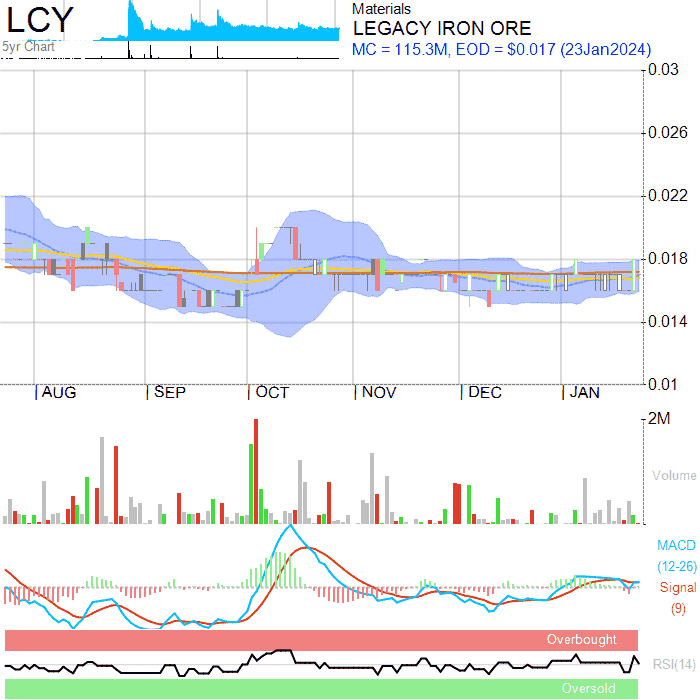 LCY
5yr Chart
Materials
LEGACY IRON ORE
MC = 115.3M, EOD = $0.017 (23Jan2024)
0.03
0.026
0.022
0.018
0.014
0.01
AUG SEP OCT NOV DEC JAN
2M
Volume
MACD
(12-26)
Signal
(9)
Overbought
RSI(14)
Oversold